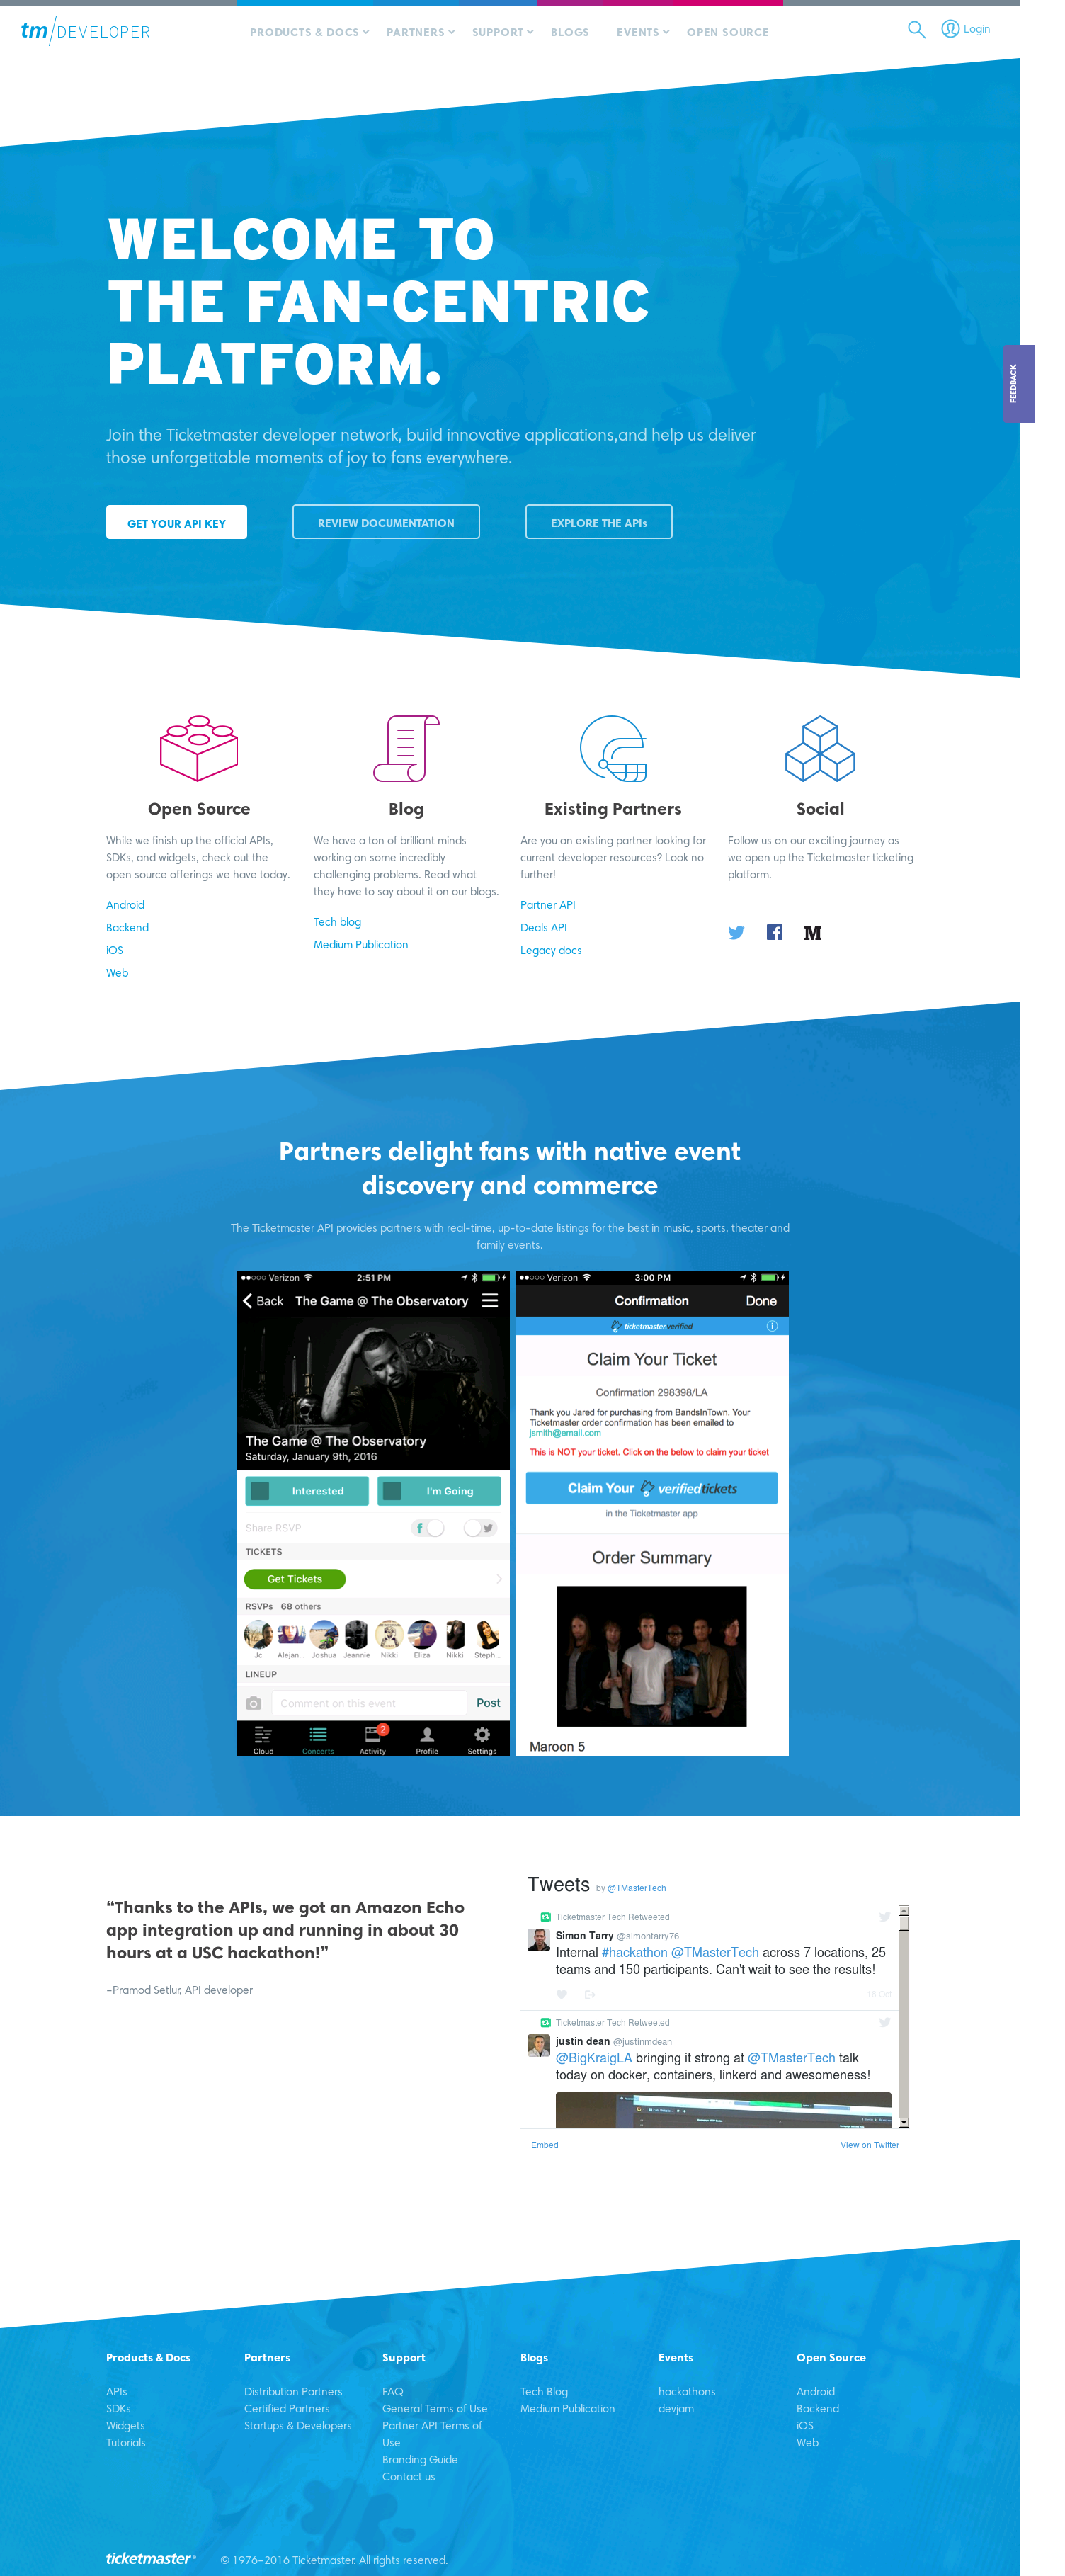 tm/DEVELOPER
PRODUCTS & DOCS
PARTNERS
SUPPORT
BLOGS
EVENTS
OPEN SOURCE
Login
WELCOME TO
THE FAN-CENTRIC
PLATFORM.
FEEDBACK
Join the Ticketmaster developer network, build innovative applications,and help us deliver
those unforgettable moments of joy to fans everywhere.
GET YOUR API KEY
REVIEW DOCUMENTATION
EXPLORE THE APIs
Open Source
While we finish up the official APIs,
SDKs, and widgets, check out the
open source offerings we have today.
Android
Backend
iOS
Web
Blog
We have a ton of brilliant minds
working on some incredibly
challenging problems. Read what
they have to say about it on our blogs.
Tech blog
Medium Publication
Existing Partners
Are you an existing partner looking for
current developer resources? Look no
further!
Partner API
Deals API
Legacy docs
Social
Follow us on our exciting journey as
we open up the Ticketmaster ticketing
platform.
M
Partners delight fans with native event
discovery and commerce
The Ticketmaster API provides partners with real-time, up-to-date listings for the best in music, sports, theater and
family events.
Verizon
2:51 PM
Back
The Game @ The Observatory
The Game @ The Observatory
Saturday, January 9th, 2016
Interested
I'm Going
Share RSVP
TICKETS
Get Tickets
RSVPs 68 others
Jc
Alejan...
Joshua
Jeannie
Nikki
Eliza
Nikki
Steph...
LINEUP
Comment on this event
Post
2
Cloud
Concerts
Activity
Profile
Settings
Verizon
3:00 PM
Confirmation
Done
ticketmaster verified
Claim Your Ticket
Confirmation 298398/LA
Thank you Jared for purchasing from BandsInTown. Your
Ticketmaster order confirmation has been emailed to
jsmith@email.com
This is NOT your ticket. Click on the below to claim your ticket
Claim Your verifiedtickets
in the Ticketmaster app
Order Summary
Maroon 5
“Thanks to the APIs, we got an Amazon Echo
app integration up and running in about 30
hours at a USC hackathon!”
–Pramod Setlur, API developer
Tweets by @TMasterTech
Ticketmaster Tech Retweeted
Simon Tarry @simontarry76
Internal #hackathon @TMasterTech across 7 locations, 25
teams and 150 participants. Can't wait to see the results!
Ticketmaster Tech Retweeted
justin dean @justinmdean
@BigKraigLA bringing it strong at @TMasterTech talk
today on docker, containers, linkerd and awesomeness!
Embed
View on Twitter
Products & Docs
APIs
SDKs
Widgets
Tutorials
Partners
Distribution Partners
Certified Partners
Startups & Developers
Support
FAQ
General Terms of Use
Partner API Terms of
Use
Branding Guide
Contact us
Blogs
Tech Blog
Medium Publication
Events
hackathons
devjam
Open Source
Android
Backend
iOS
Web
ticketmaster®
© 1976–2016 Ticketmaster. All rights reserved.